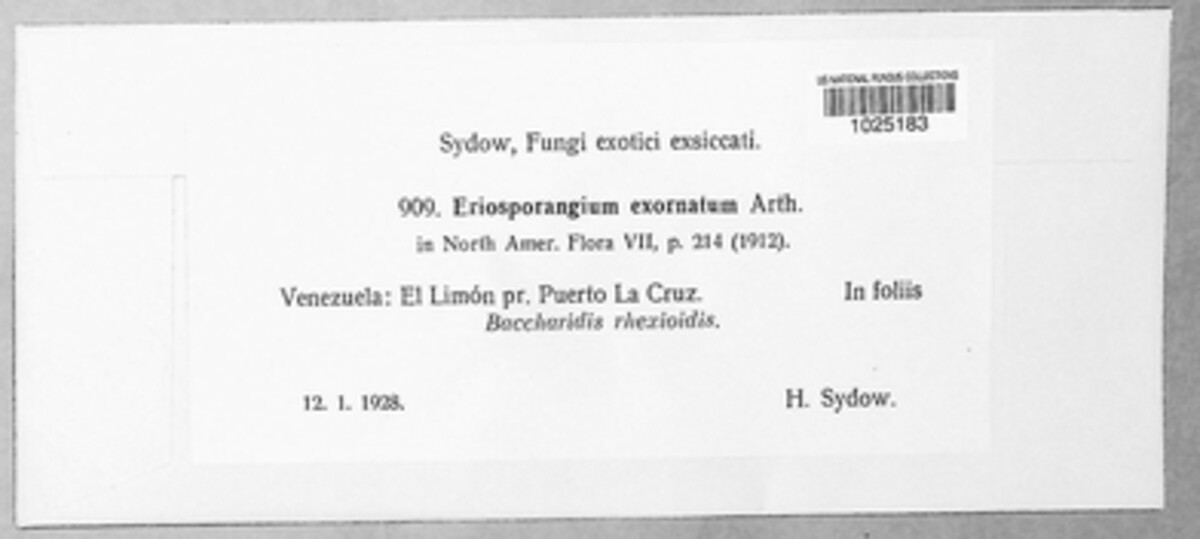 US NATIONAL FUNGUS COLLECTIONS
1025183
Sydow, Fungi exotici exsiccati.
909. Eriosporangium exornatum Arth.
in North Amer. Flora VII, p. 214 (1912).
Venezuela: El Limón pr. Puerto La Cruz. In foliis
Baccharidis rhexioidis.
12. 1. 1928. H. Sydow.